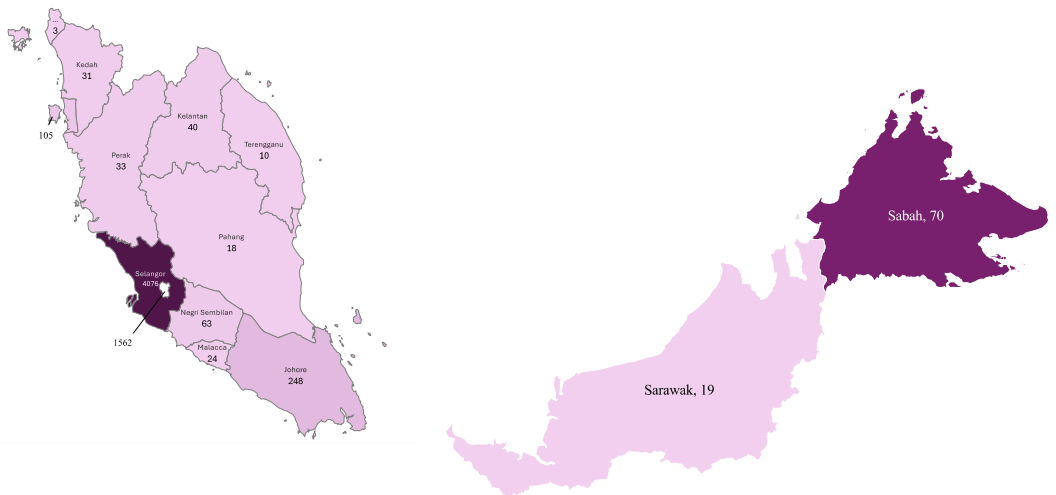 ...
3
Kedah
31
105
Kelantan
40
Terengganu
10
Perak
33
Pahang
18
Selangor
4076
1562
Negri Sembilan
63
Malacca
24
Johore
248
Sabah, 70
Sarawak, 19